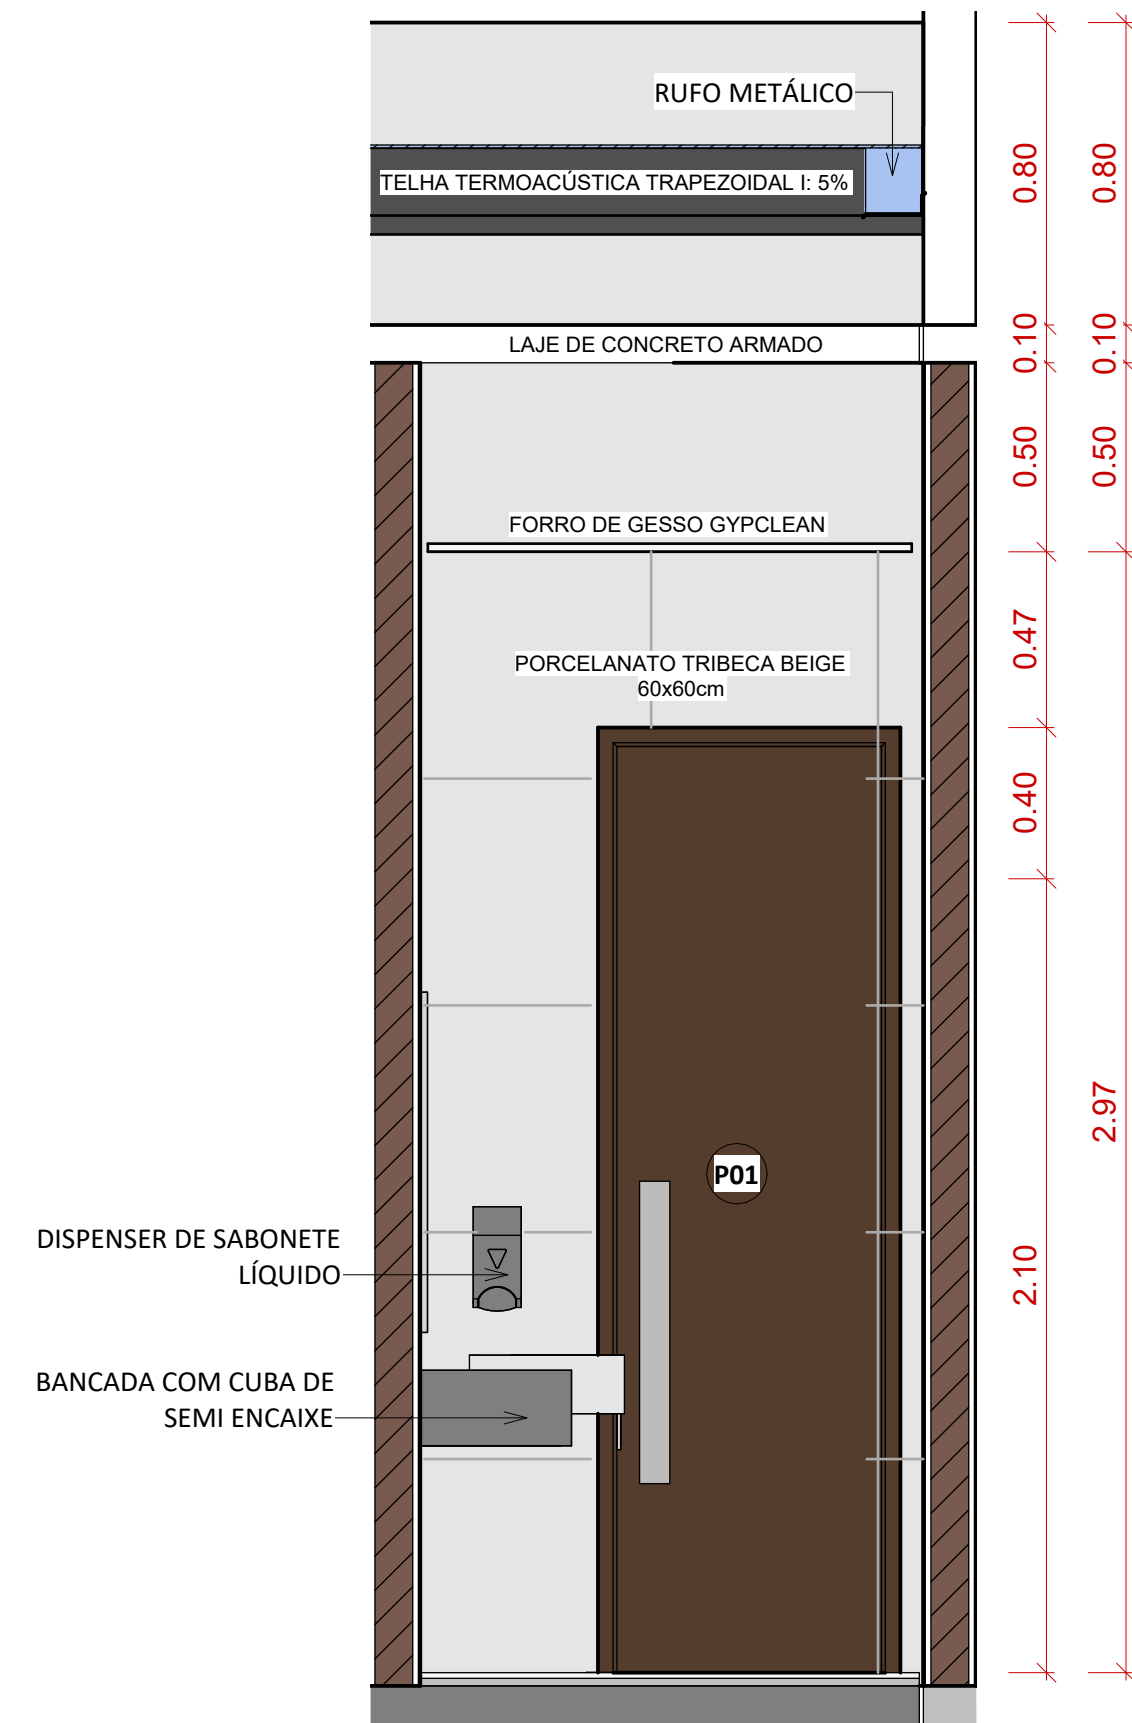 RUFO METÁLICO
TELHA TERMOACÚSTICA TRAPEZOIDAL I: 5%
LAJE DE CONCRETO ARMADO
FORRO DE GESSO GYPCLEAN
PORCELANATO TRIBECA BEIGE
60x60cm
P01
DISPENSER DE SABONETE
LÍQUIDO
BANCADA COM CUBA DE
SEMI ENCAIXE
0.80
0.10
0.50
0.47
0.40
2.10
0.80
0.10
0.50
2.97